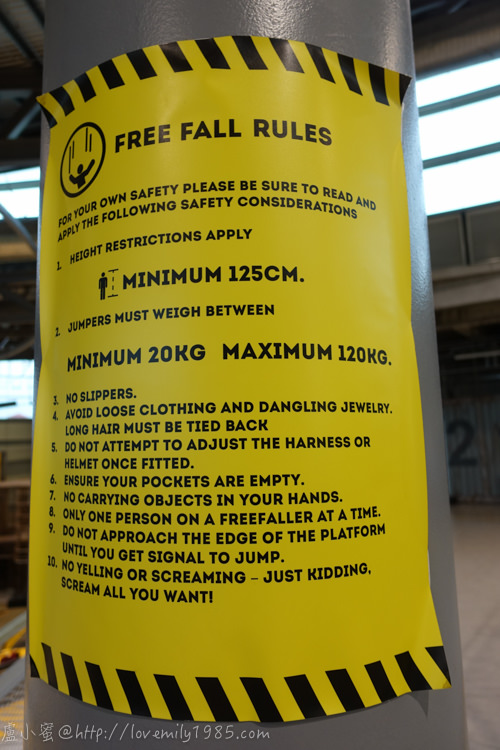 FREE FALL RULES
FOR YOUR OWN SAFETY PLEASE BE SURE TO READ AND
APPLY THE FOLLOWING SAFETY CONSIDERATIONS
1. HEIGHT RESTRICTIONS APPLY
MINIMUM 125CM.
2. JUMPERS MUST WEIGH BETWEEN
MINIMUM 20KG MAXIMUM 120KG.
3. NO SLIPPERS.
4. AVOID LOOSE CLOTHING AND DANGLING JEWELRY.
LONG HAIR MUST BE TIED BACK
5. DO NOT ATTEMPT TO ADJUST THE HARNESS OR
HELMET ONCE FITTED.
6. ENSURE YOUR POCKETS ARE EMPTY.
7. NO CARRYING OBJECTS IN YOUR HANDS.
8. ONLY ONE PERSON ON A FREEFALLER AT A TIME.
9. DO NOT APPROACH THE EDGE OF THE PLATFORM
UNTIL YOU GET SIGNAL TO JUMP.
10. NO YELLING OR SCREAMING – JUST KIDDING,
SCREAM ALL YOU WANT!
2
盧小蜜@http://lovemily1985.com